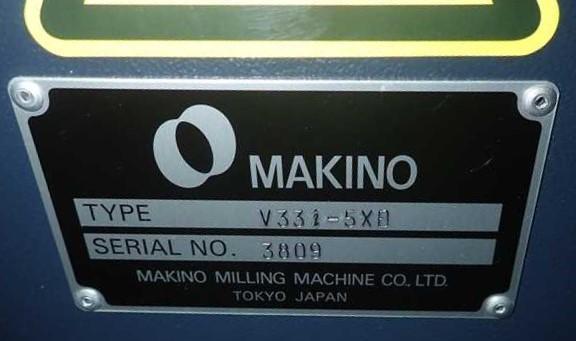 MAKINO
TYPE V33i-5XB
SERIAL NO. 3809
MAKINO MILLING MACHINE CO., LTD.
TOKYO JAPAN